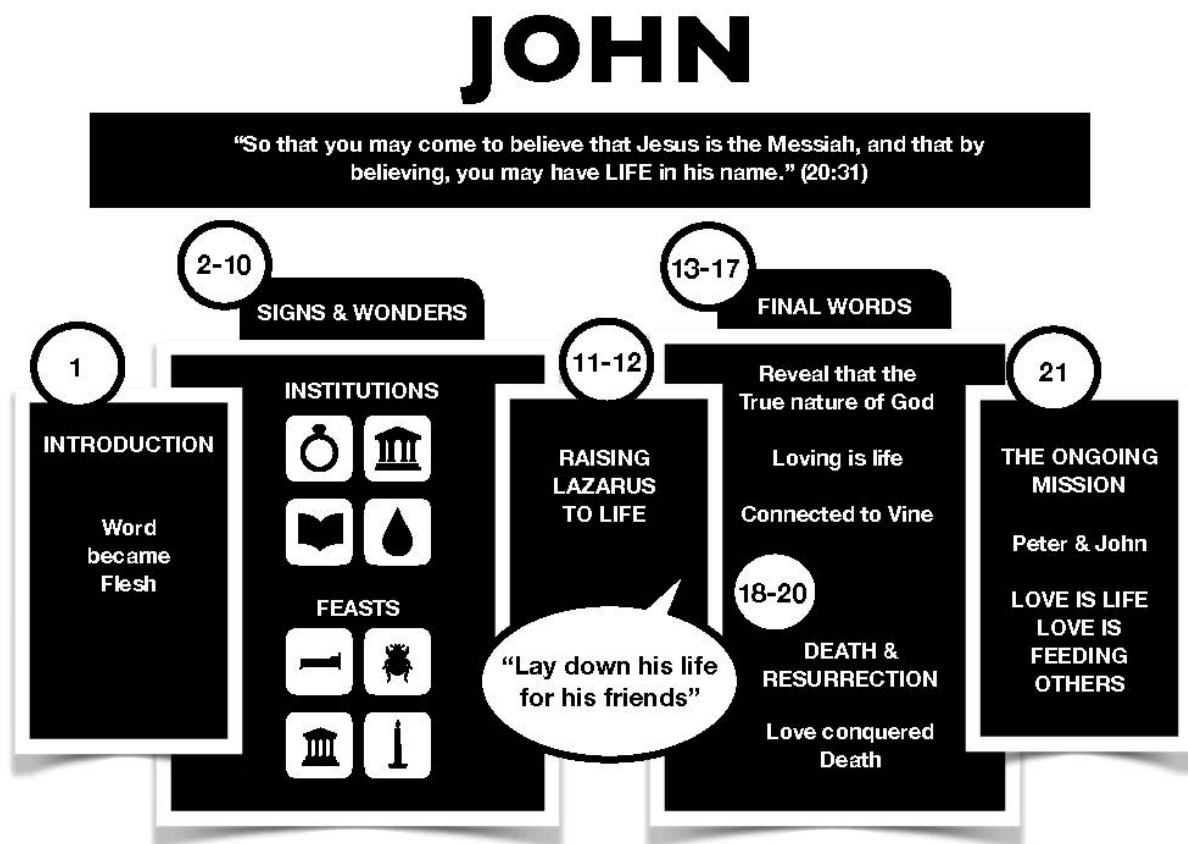 JOHN
“So that you may come to believe that Jesus is the Messiah, and that by
believing, you may have LIFE in his name.” (20:31)
1
INTRODUCTION
Word
became
Flesh
2-10
SIGNS & WONDERS
INSTITUTIONS
FEASTS
11-12
RAISING
LAZARUS
TO LIFE
“Lay down his life
for his friends”
13-17
FINAL WORDS
Reveal that the
True nature of God
Loving is life
Connected to Vine
18-20
DEATH &
RESURRECTION
Love conquered
Death
21
THE ONGOING
MISSION
Peter & John
LOVE IS LIFE
LOVE IS
FEEDING
OTHERS